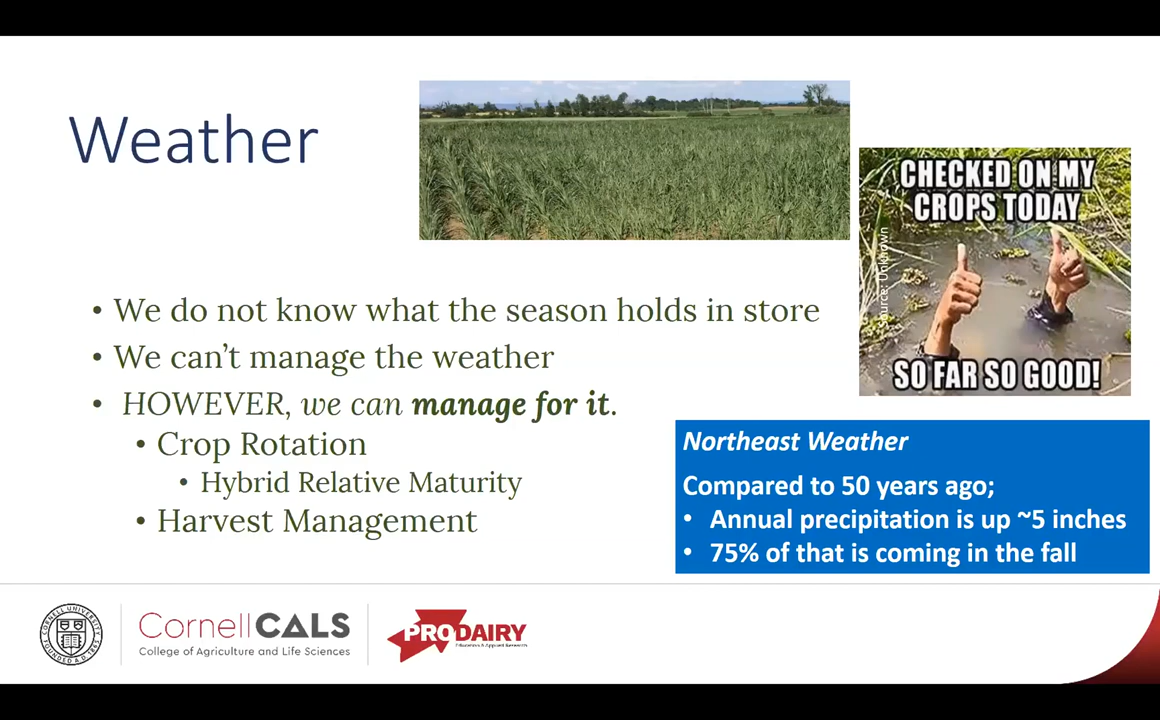 Weather
CHECKED ON MY
CROPS TODAY
Source: Unknown
SO FAR SO GOOD!
• We do not know what the season holds in store
• We can’t manage the weather
• HOWEVER, we can manage for it.
• Crop Rotation
• Hybrid Relative Maturity
• Harvest Management
Northeast Weather
Compared to 50 years ago;
• Annual precipitation is up ~5 inches
• 75% of that is coming in the fall
CornellCALS
College of Agriculture and Life Sciences
PRODAIRY
Education & Applied Research